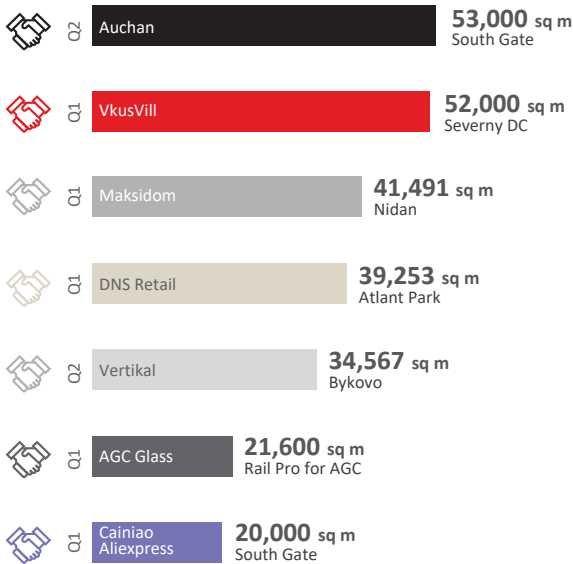 Q2
Auchan
53,000 sq m
South Gate
Q1
VkusVill
52,000 sq m
Severny DC
Q1
Maksidom
41,491 sq m
Nidan
Q1
DNS Retail
39,253 sq m
Atlant Park
Q2
Vertikal
34,567 sq m
Bykovo
Q1
AGC Glass
21,600 sq m
Rail Pro for AGC
Q1
Cainiao
Aliexpress
20,000 sq m
South Gate